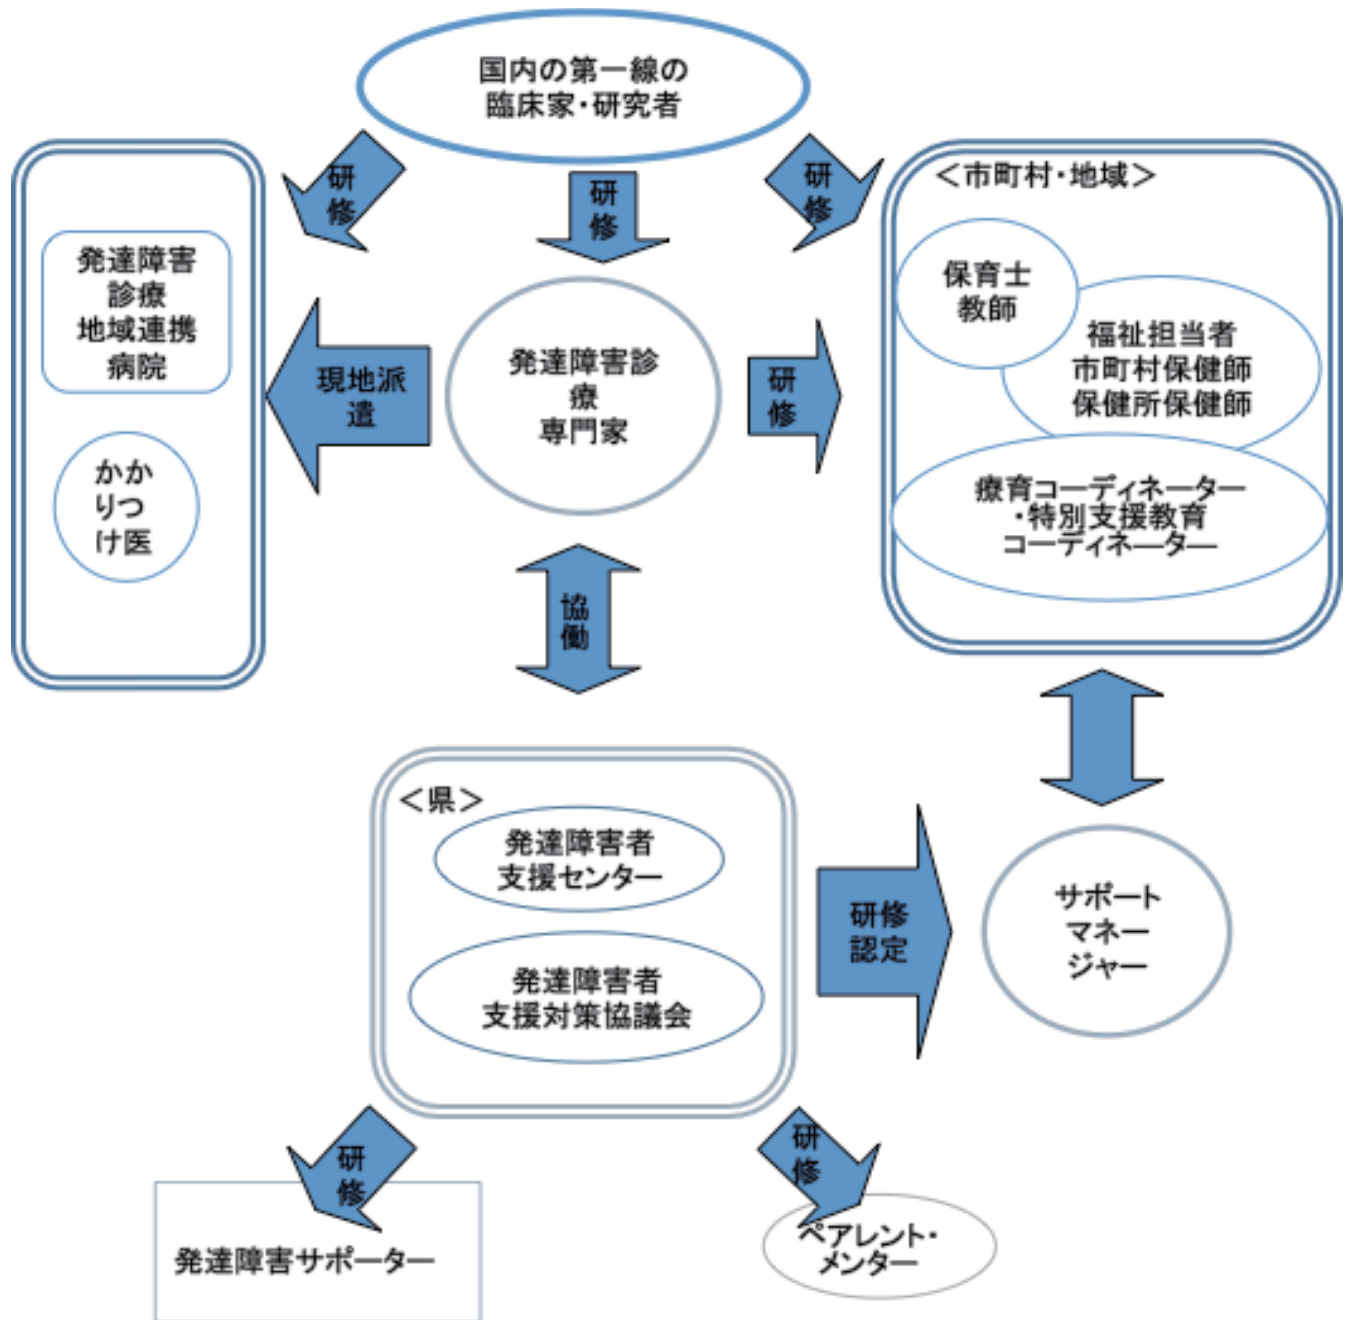 国内の第一線の
臨床家・研究者
研
修
研
修
研
修
発達障害
診療
地域連携
病院
かか
りつ
け医
現地派
遣
発達障害診
療
専門家
研
修
＜市町村・地域＞
保育士
教師
福祉担当者
市町村保健師
保健所保健師
療育コーディネーター
・特別支援教育
コーディネーター
協
働
＜県＞
発達障害者
支援センター
発達障害者
支援対策協議会
研修
認定
サポート
マネー
ジャー
研
修
発達障害サポーター
研
修
ペアレント・
メンター